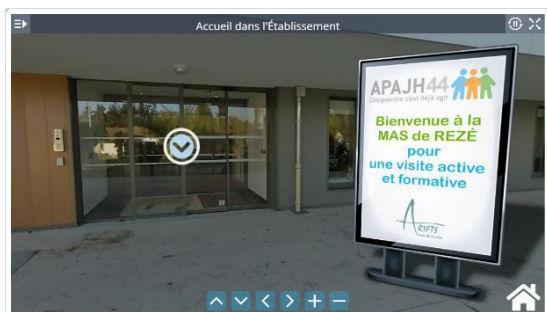 Accueil dans l'Établissement
APAJH44
Comprendre c'est déjà agir
Bienvenue à la
MAS de REZÉ
pour
une visite active
et formative
ARIFTS